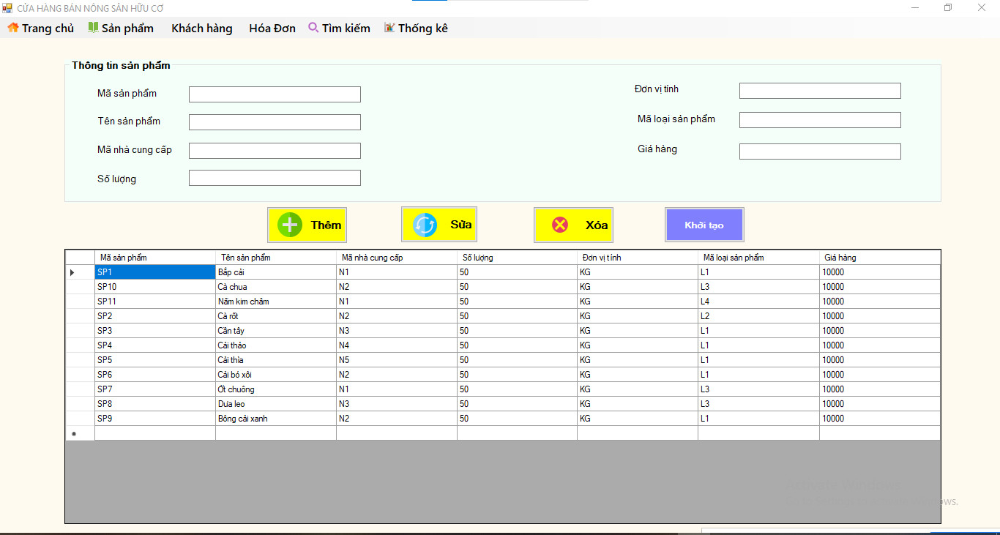 CỬA HÀNG BÁN NÔNG SẢN HỮU CƠ
Trang chủ Sản phẩm Khách hàng Hóa Đơn Tìm kiếm Thống kê
Thông tin sản phẩm
Mã sản phẩm
Đơn vị tính
Tên sản phẩm
Mã loại sản phẩm
Mã nhà cung cấp
Giá hàng
Số lượng
Thêm Sửa Xóa Khởi tạo
Mã sản phẩm Tên sản phẩm Mã nhà cung cấp Số lượng Đơn vị tính Mã loại sản phẩm Giá hàng
SP1 Bắp cải N1 50 KG L1 10000
SP10 Cà chua N2 50 KG L3 10000
SP11 Nấm kim châm N1 50 KG L4 10000
SP2 Cà rốt N2 50 KG L2 10000
SP3 Cần tây N3 50 KG L1 10000
SP4 Cải thảo N4 50 KG L1 10000
SP5 Cải thìa N5 50 KG L1 10000
SP6 Cải bó xôi N2 50 KG L1 10000
SP7 Ớt chuông N1 50 KG L3 10000
SP8 Dưa leo N3 50 KG L3 10000
SP9 Bông cải xanh N2 50 KG L1 10000